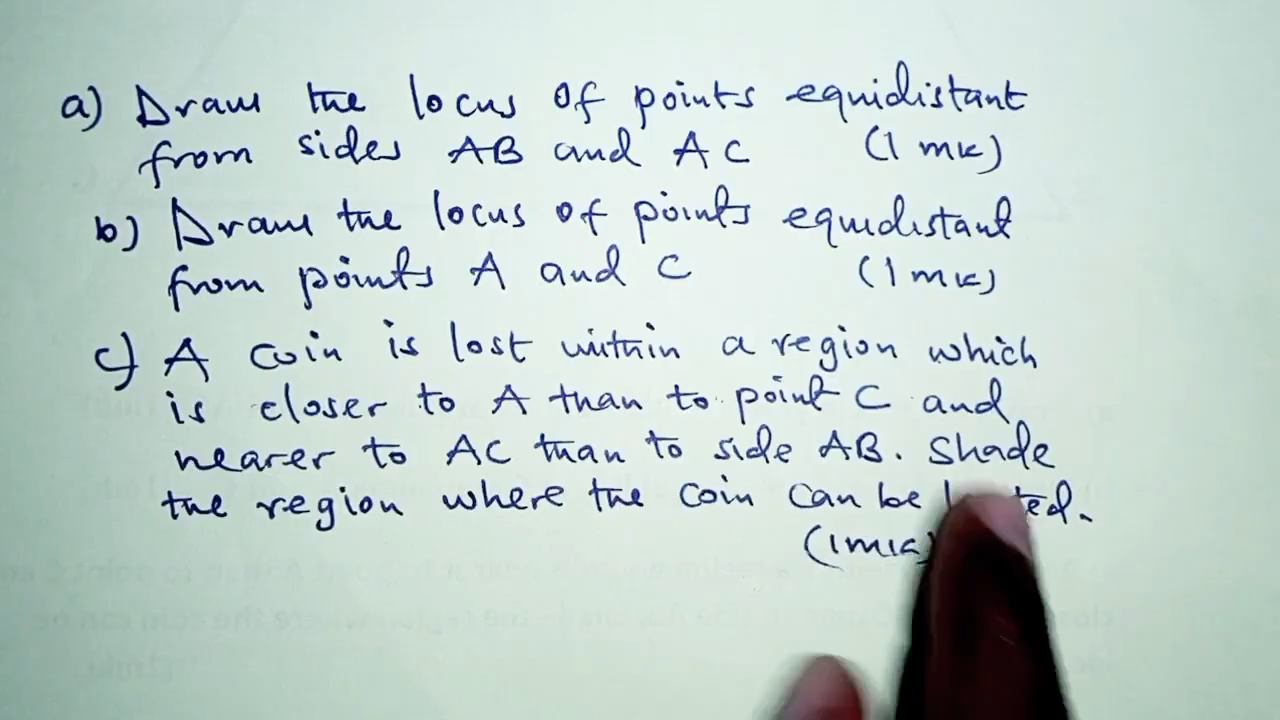 a) Draw the locus of points equidistant
from sides AB and AC (1 mk)
b) Draw the locus of points equidistant
from points A and C (1 mk)
c) A coin is lost within a region which
is closer to A than to point C and
nearer to AC than to side AB. Shade
the region where the coin can be
(1mk)